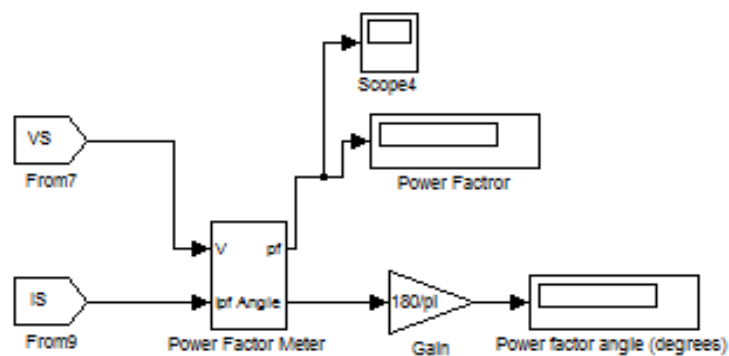 Scope4
VS
From7
Power Factror
V pf
IS
I pf Angle
180/pi
From9
Power Factor Meter
Gain
Power factor angle (degrees)